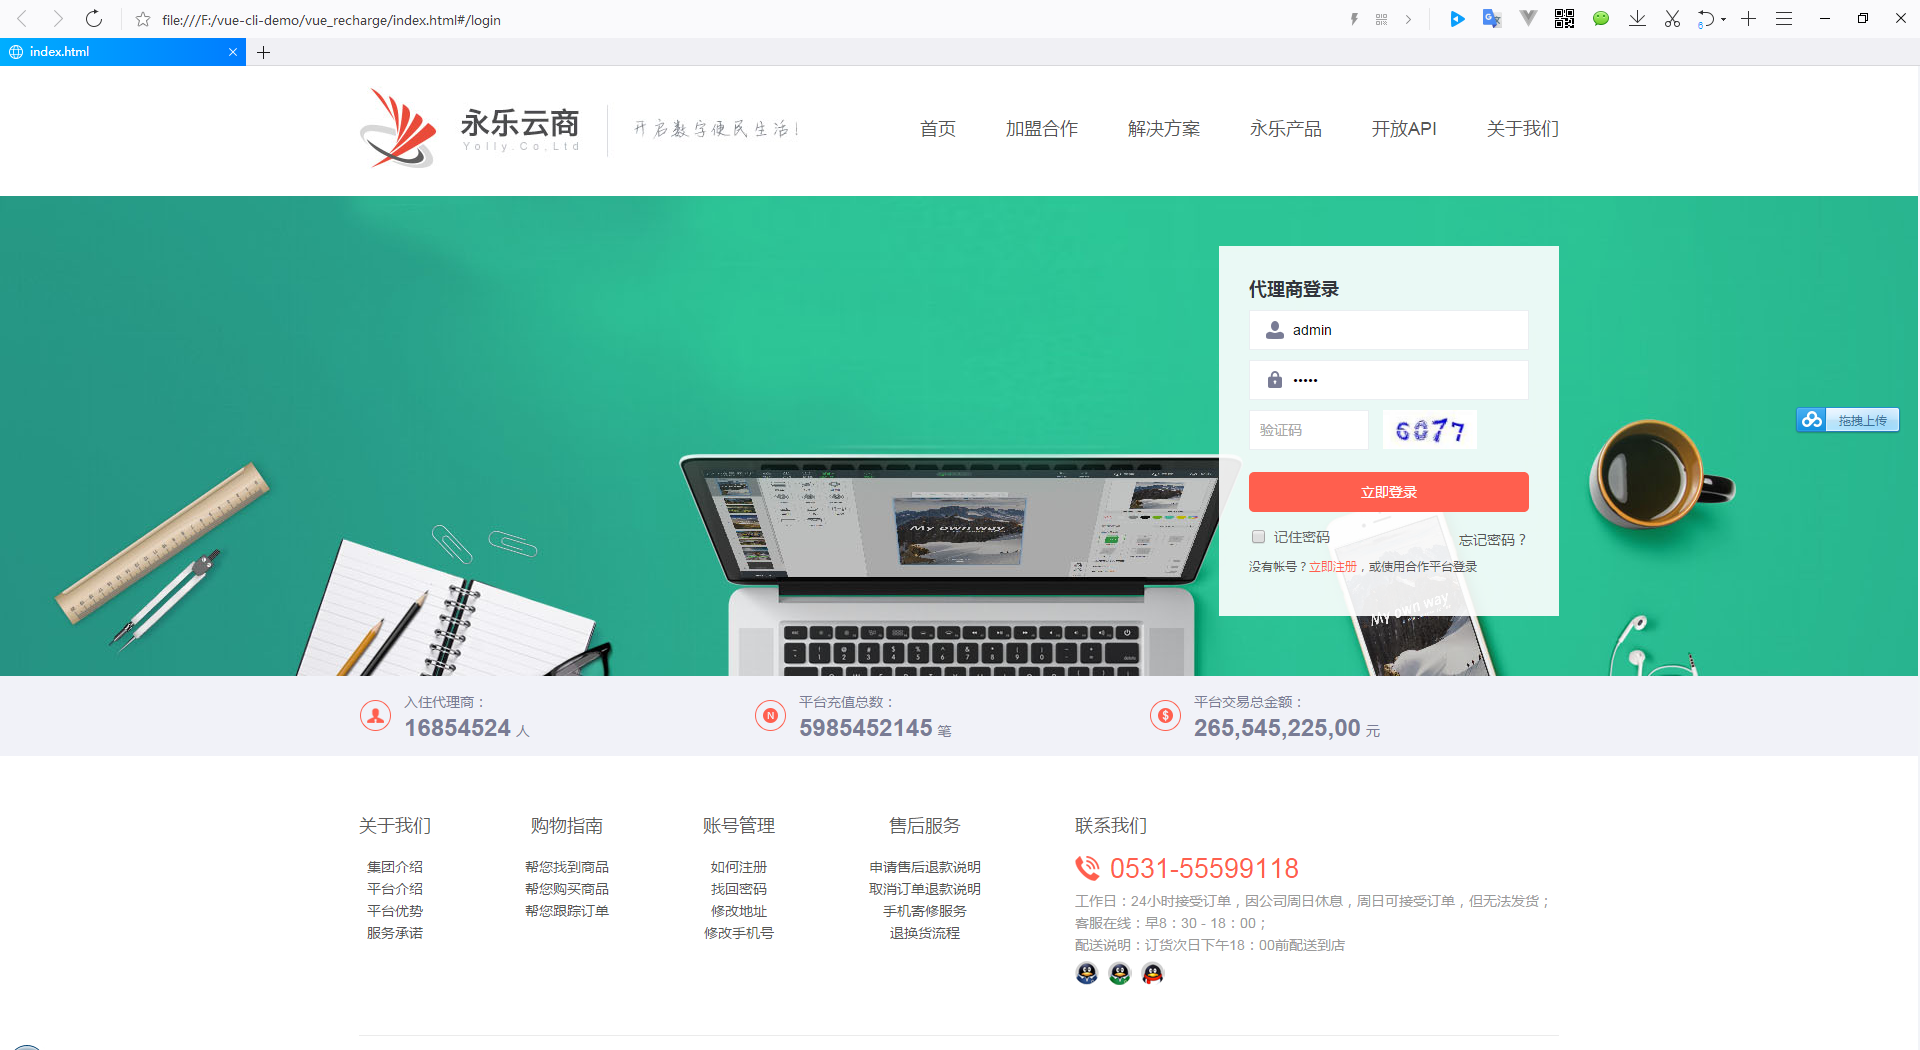 file:///F:/vue-cli-demo/vue_recharge/index.html#/login
index.html
永乐云商
Yolly.Co.Ltd
开启数字便民生活！
首页 加盟合作 解决方案 永乐产品 开放API 关于我们
代理商登录
admin
•••••
验证码 6077
立即登录
记住密码 忘记密码？
没有帐号？立即注册，或使用合作平台登录
拖拽上传
My own way
My own way
入住代理商：
16854524 人
平台充值总数：
5985452145 笔
平台交易总金额：
265,545,225,00 元
关于我们
集团介绍
平台介绍
平台优势
服务承诺
购物指南
帮您找到商品
帮您购买商品
帮您跟踪订单
账号管理
如何注册
找回密码
修改地址
修改手机号
售后服务
申请售后退款说明
取消订单退款说明
手机寄修服务
退换货流程
联系我们
0531-55599118
工作日：24小时接受订单，因公司周日休息，周日可接受订单，但无法发货；
客服在线：早8：30 - 18：00；
配送说明：订货次日下午18：00前配送到店